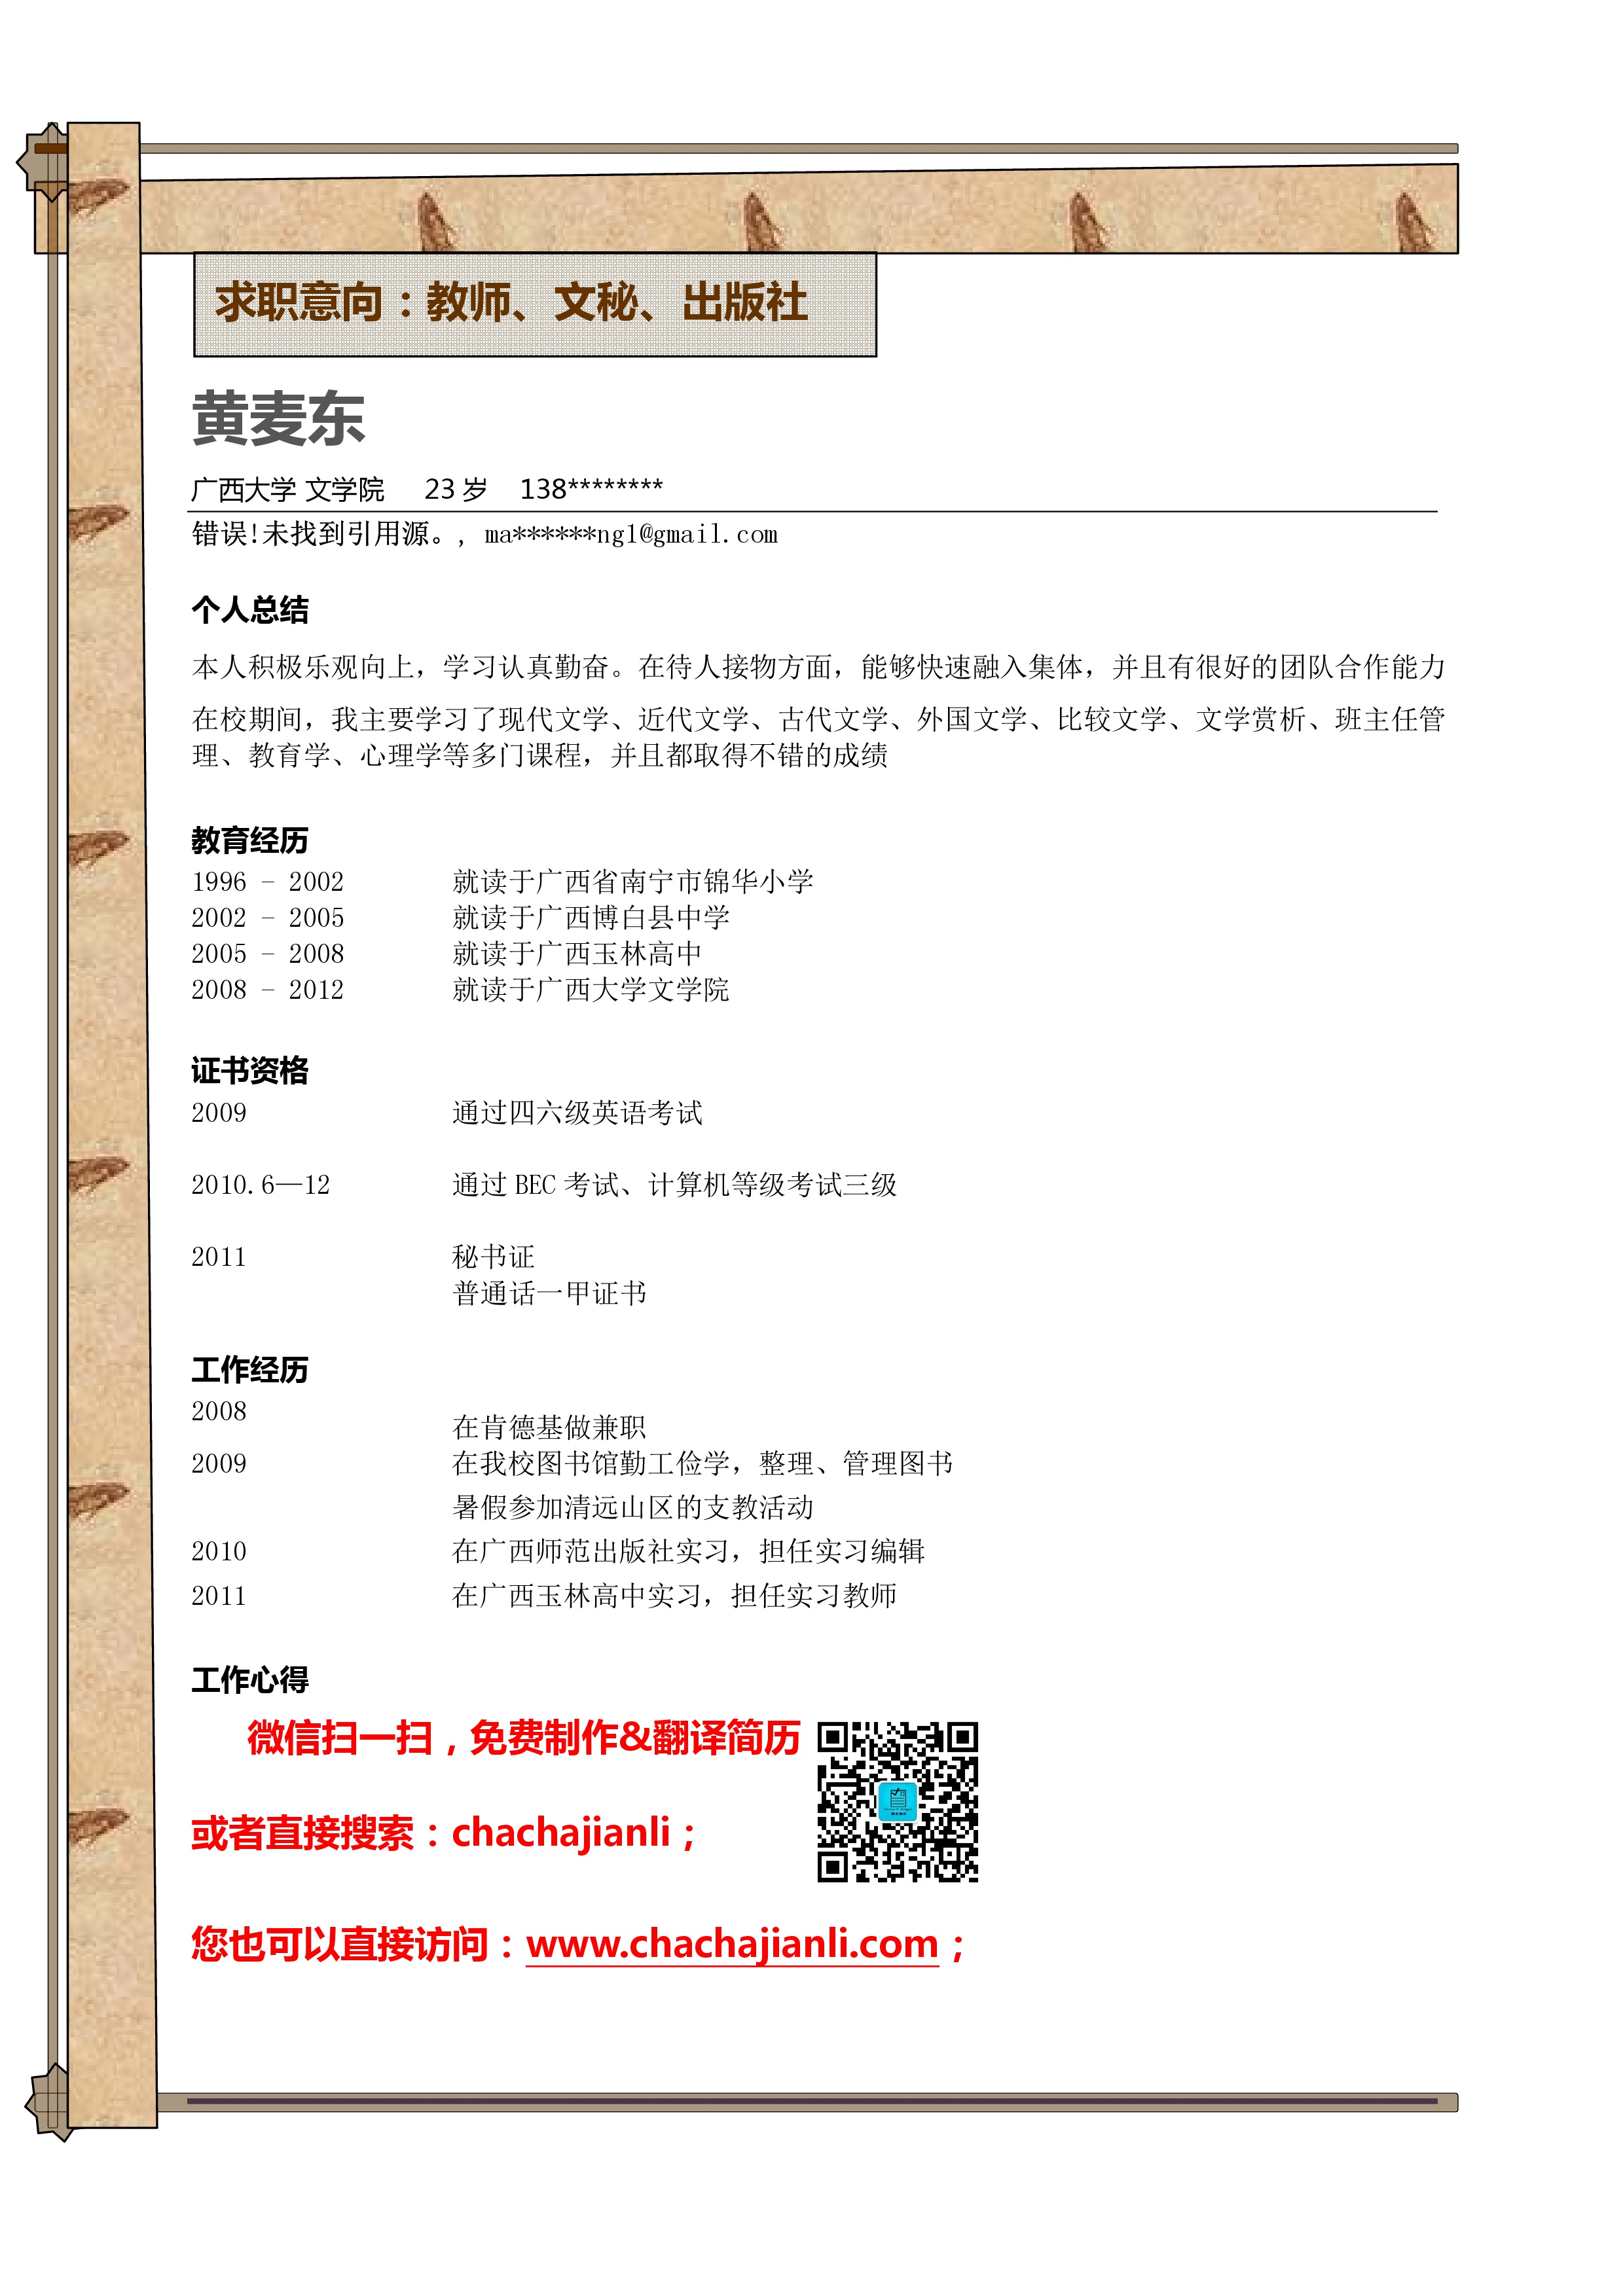 求职意向：教师、文秘、出版社
黄麦东
广西大学 文学院 23 岁 138********
错误!未找到引用源。, ma******ng1@gmail.com
个人总结
本人积极乐观向上，学习认真勤奋。在待人接物方面，能够快速融入集体，并且有很好的团队合作能力
在校期间，我主要学习了现代文学、近代文学、古代文学、外国文学、比较文学、文学赏析、班主任管
理、教育学、心理学等多门课程，并且都取得不错的成绩
教育经历
1996 – 2002 就读于广西省南宁市锦华小学
2002 – 2005 就读于广西博白县中学
2005 – 2008 就读于广西玉林高中
2008 – 2012 就读于广西大学文学院
证书资格
2009 通过四六级英语考试
2010.6—12 通过 BEC 考试、计算机等级考试三级
2011 秘书证
普通话一甲证书
工作经历
2008 在肯德基做兼职
2009 在我校图书馆勤工俭学，整理、管理图书
暑假参加清远山区的支教活动
2010 在广西师范出版社实习，担任实习编辑
2011 在广西玉林高中实习，担任实习教师
工作心得
微信扫一扫，免费制作&翻译简历
或者直接搜索：chachajianli；
您也可以直接访问：www.chachajianli.com；